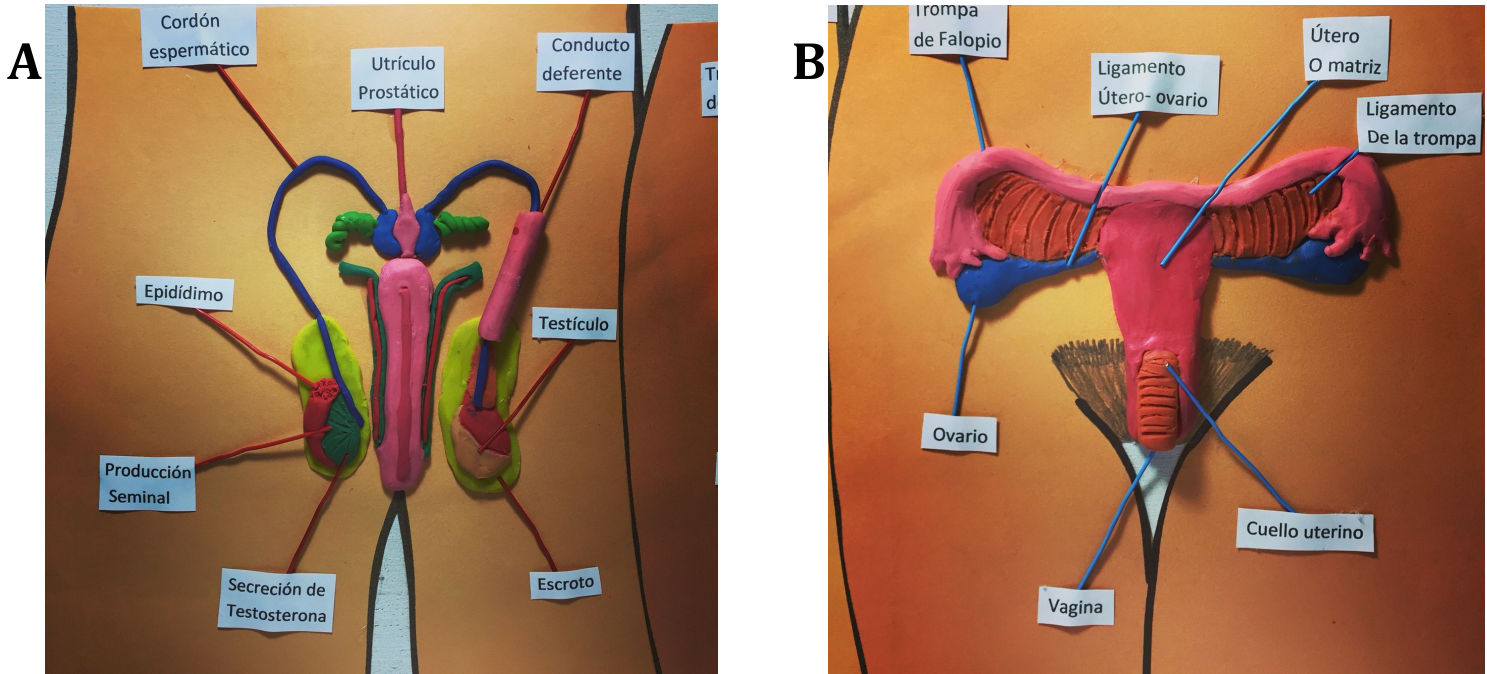 A
Cordón
espermático
Utrículo
Prostático
Conducto
deferente
Epidídimo
Testículo
Producción
Seminal
Secreción de
Testosterona
Escroto
B
Trompa
de Falopio
Ligamento
Útero- ovario
Útero
O matriz
Ligamento
De la trompa
Ovario
Cuello uterino
Vagina